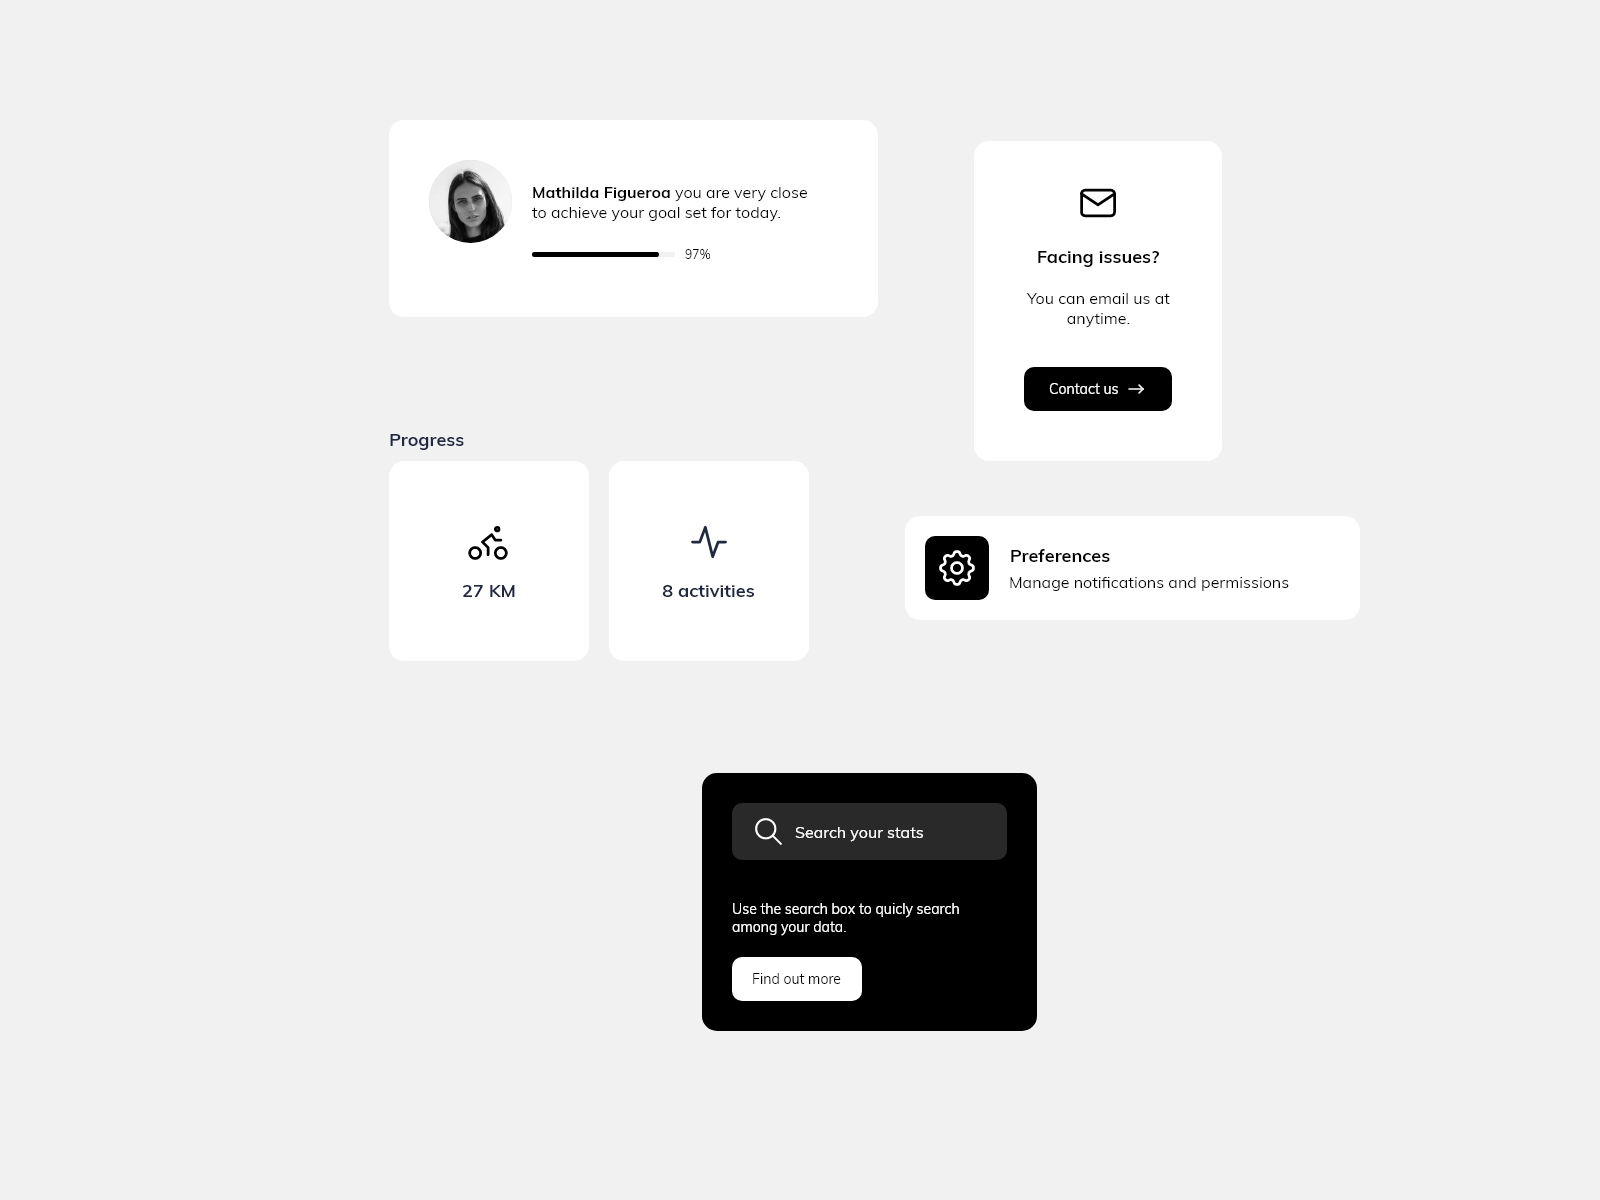 Mathilda Figueroa you are very close
to achieve your goal set for today.
97%
Facing issues?
You can email us at
anytime.
Contact us
Progress
27 KM
8 activities
Preferences
Manage notifications and permissions
Search your stats
Use the search box to quicly search
among your data.
Find out more